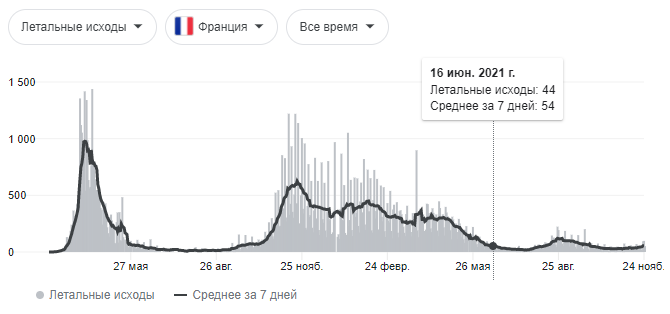 Летальные исходы Франция Все время
16 июн. 2021 г.
Летальные исходы: 44
Среднее за 7 дней: 54
1 500
1 000
500
0
27 мая 26 авг. 25 нояб. 24 февр. 26 мая 25 авг. 24 нояб.
Летальные исходы Среднее за 7 дней